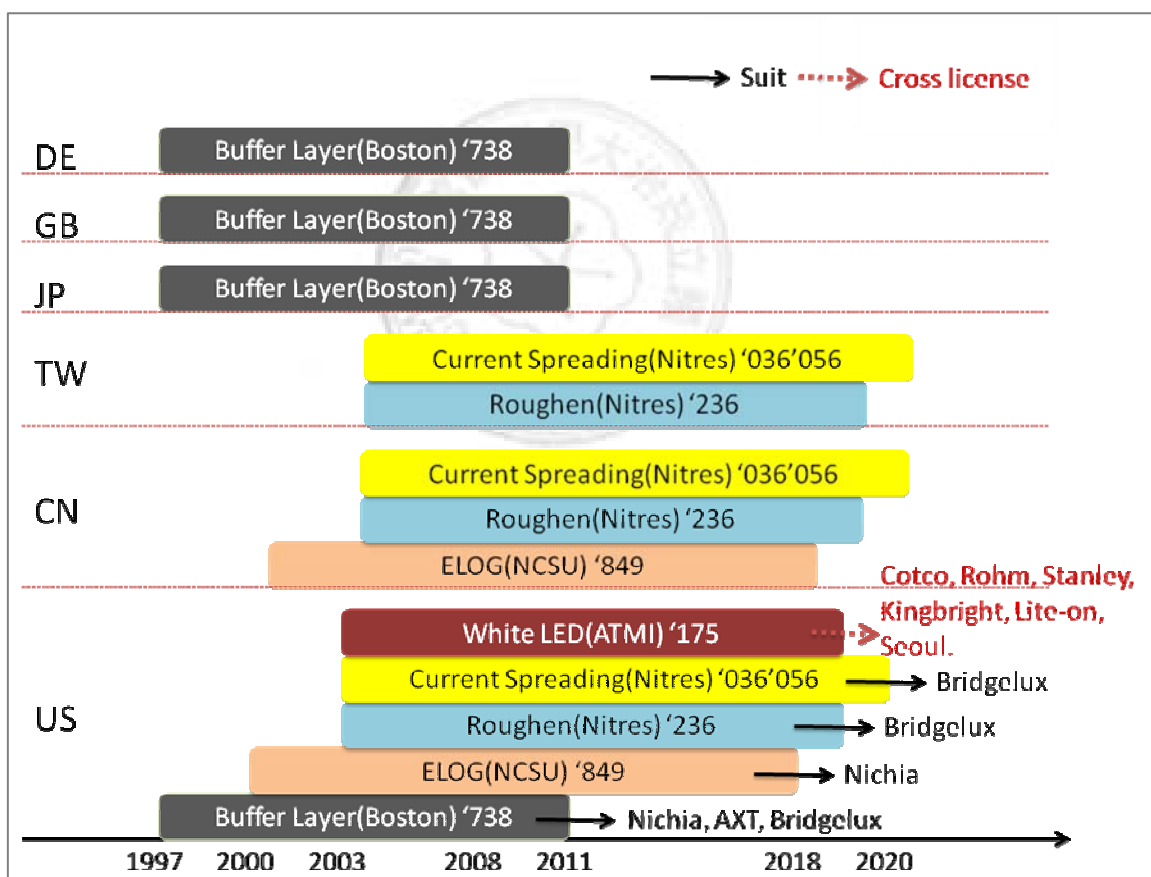 Suit Cross license
DE Buffer Layer(Boston) ‘738
GB Buffer Layer(Boston) ‘738
JP Buffer Layer(Boston) ‘738
TW
Current Spreading(Nitres) ‘036’056
Roughen(Nitres) ‘236
CN
Current Spreading(Nitres) ‘036’056
Roughen(Nitres) ‘236
ELOG(NCSU) ‘849
US
White LED(ATMI) ‘175
Cotco, Rohm, Stanley,
Kingbright, Lite-on,
Seoul.
Current Spreading(Nitres) ‘036’056 Bridgelux
Roughen(Nitres) ‘236 Bridgelux
ELOG(NCSU) ‘849 Nichia
Buffer Layer(Boston) ‘738 Nichia, AXT, Bridgelux
1997 2000 2003 2008 2011 2018 2020